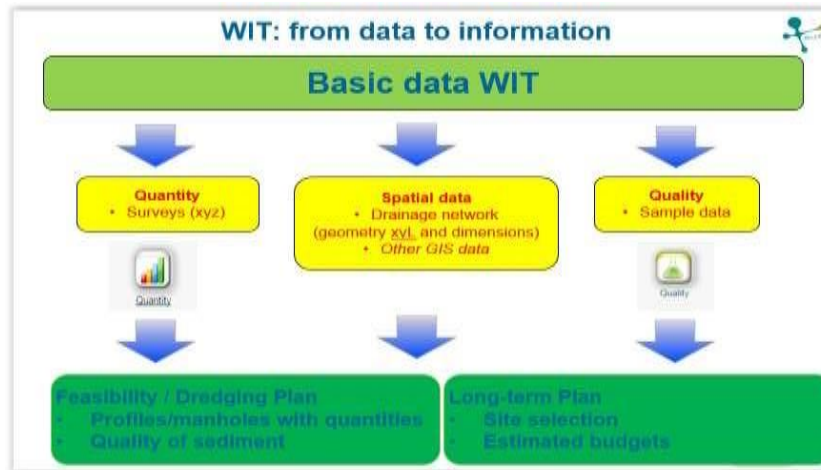 WIT: from data to information
Basic data WIT
Quantity
• Surveys (xyz)
Spatial data
• Drainage network
(geometry xyl. and dimensions)
• Other GIS data
Quality
• Sample data
Quantity
Quality
Feasibility / Dredging Plan
• Profiles/manholes with quantities
• Quality of sediment
Long-term Plan
• Site selection
• Estimated budgets